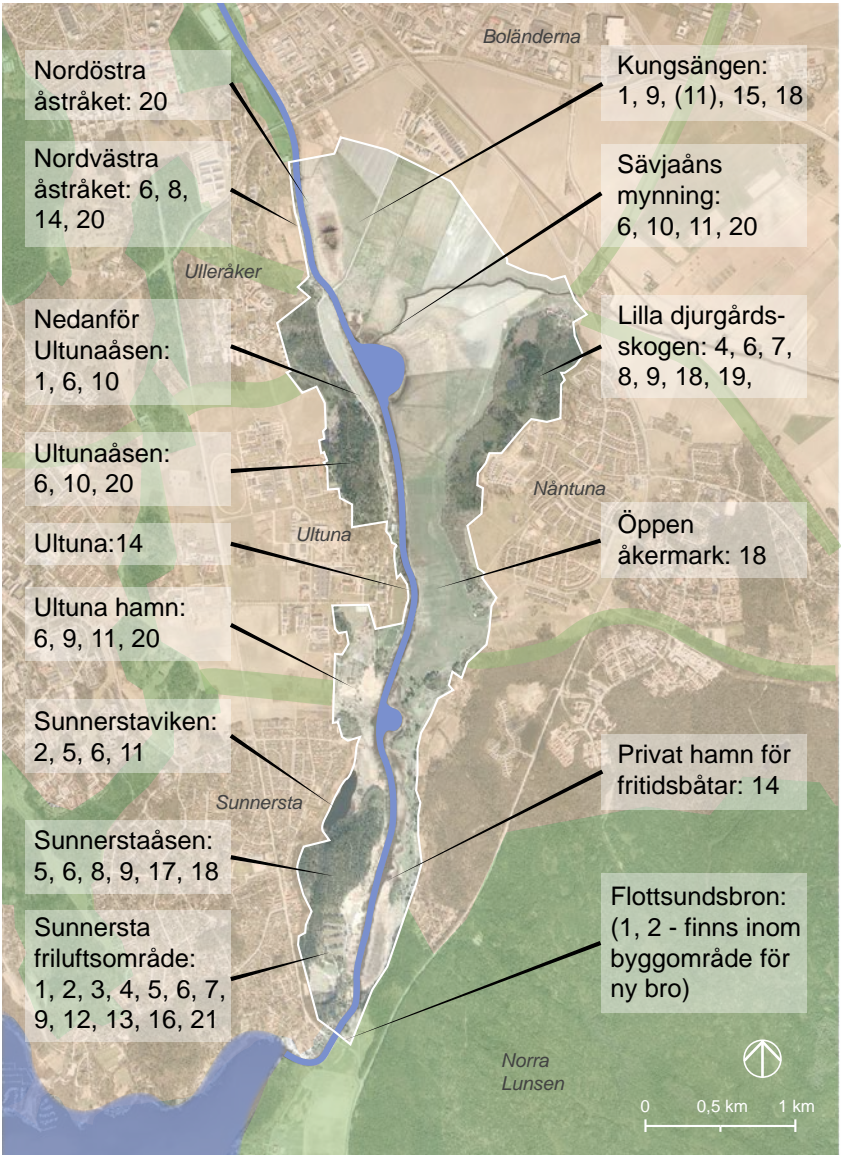 Boländerna
Nordöstra
åstråket: 20
Nordvästra
åstråket: 6, 8,
14, 20
Ulleråker
Nedanför
Ultunaåsen:
1, 6, 10
Ultunaåsen:
6, 10, 20
Ultuna:14
Ultuna
Ultuna hamn:
6, 9, 11, 20
Sunnerstaviken:
2, 5, 6, 11
Sunnersta
Sunnerstaåsen:
5, 6, 8, 9, 17, 18
Sunnersta
friluftsområde:
1, 2, 3, 4, 5, 6, 7,
9, 12, 13, 16, 21
Kungsängen:
1, 9, (11), 15, 18
Sävjaåns
mynning:
6, 10, 11, 20
Lilla djurgårds-
skogen: 4, 6, 7,
8, 9, 18, 19,
Nåntuna
Öppen
åkermark: 18
Privat hamn för
fritidsbåtar: 14
Flottsundsbron:
(1, 2 - finns inom
byggområde för
ny bro)
Norra
Lunsen
0 0,5 km 1 km